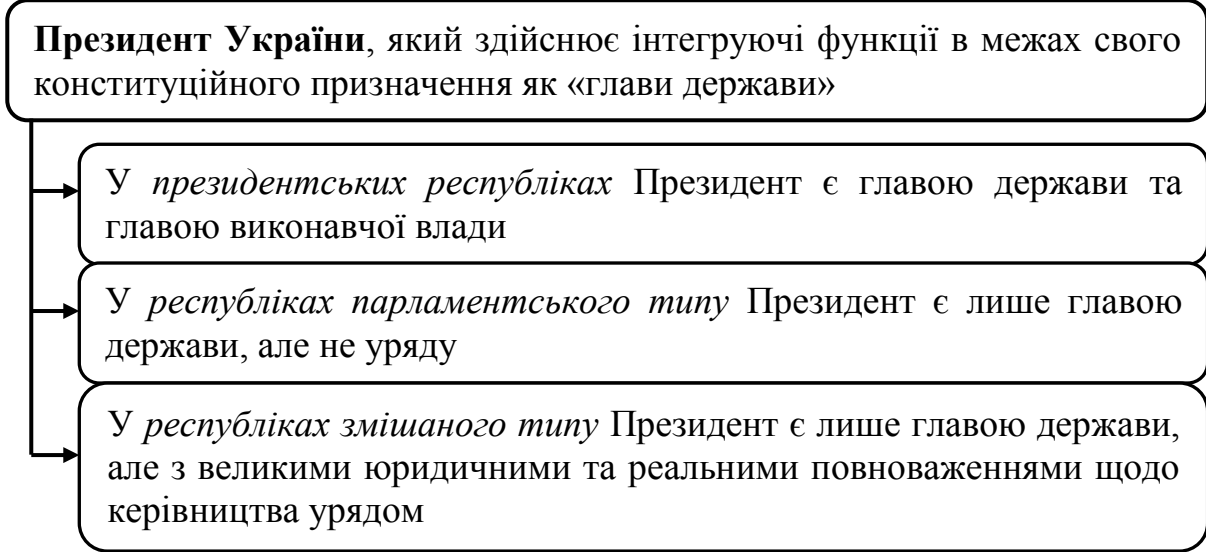 Президент України, який здійснює інтегруючі функції в межах свого
конституційного призначення як «глави держави»
У президентських республіках Президент є главою держави та
главою виконавчої влади
У республіках парламентського типу Президент є лише главою
держави, але не уряду
У республіках змішаного типу Президент є лише главою держави,
але з великими юридичними та реальними повноваженнями щодо
керівництва урядом